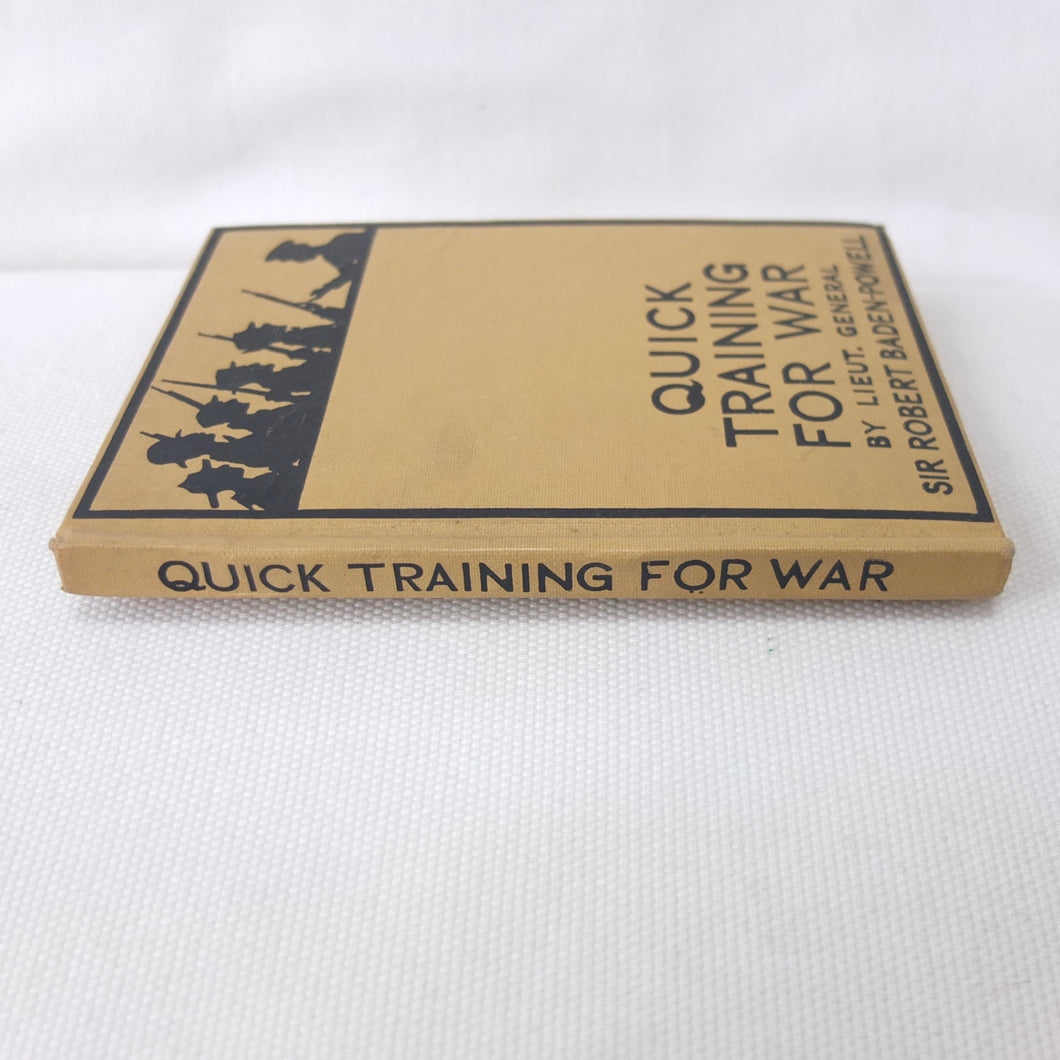 QUICK
TRAINING
FOR WAR
BY LIEUT. GENERAL
SIR ROBERT BADEN-POWELL
QUICK TRAINING FOR WAR